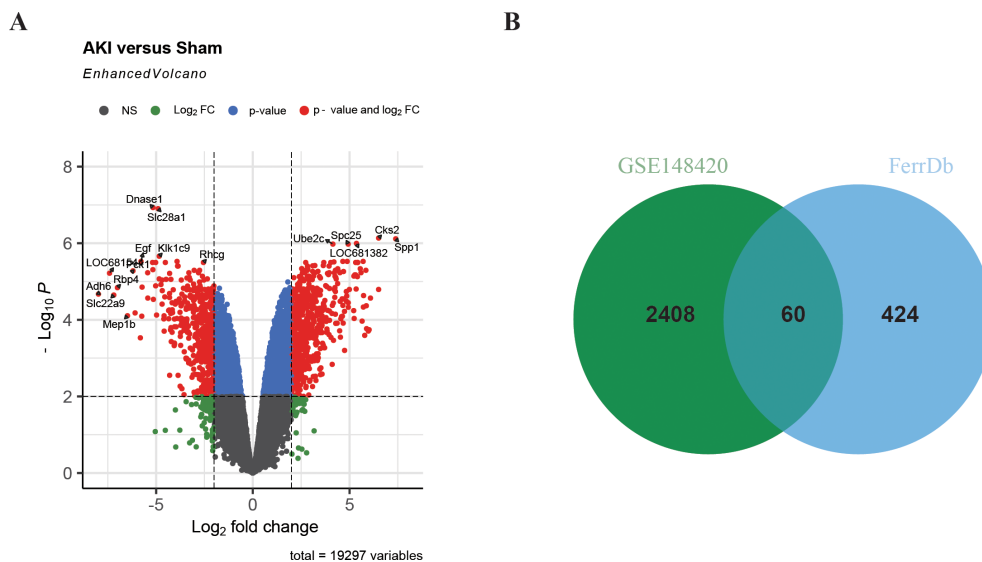 A
B
AKI versus Sham
EnhancedVolcano
NS
Log2 FC
p-value
p - value and log2 FC
GSE148420
FerrDb
8
6
4
2
0
- Log10 P
Dnase1
Slc28a1
Egf
Klk1c9
Rhcg
Pck1
Rbp4
Adh6
Slc22a9
Mep1b
Ube2c
Spc25
Cks2
Spp1
LOC681382
2408
60
424
-5
0
5
Log2 fold change
total = 19297 variables